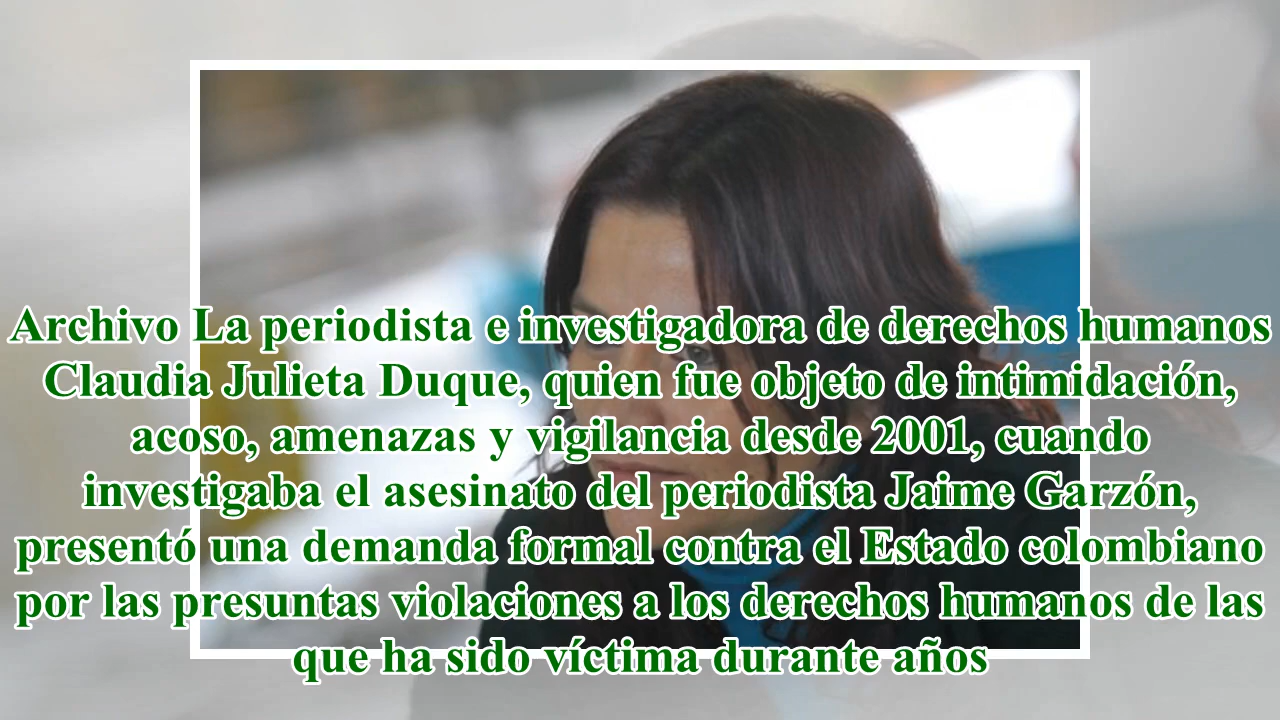 Archivo La periodista e investigadora de derechos humanos
Claudia Julieta Duque, quien fue objeto de intimidación,
acoso, amenazas y vigilancia desde 2001, cuando
investigaba el asesinato del periodista Jaime Garzón,
presentó una demanda formal contra el Estado colombiano
por las presuntas violaciones a los derechos humanos de las
que ha sido víctima durante años